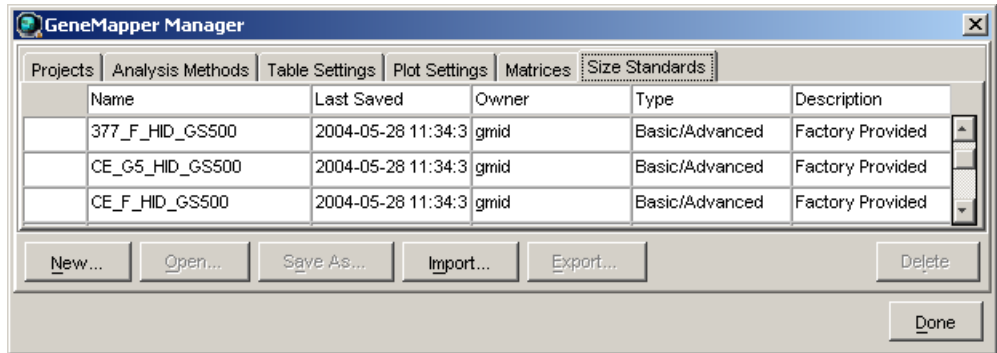 GeneMapper Manager
Projects Analysis Methods Table Settings Plot Settings Matrices Size Standards
Name Last Saved Owner Type Description
377_F_HID_GS500 2004-05-28 11:34:3 gmid Basic/Advanced Factory Provided
CE_G5_HID_GS500 2004-05-28 11:34:3 gmid Basic/Advanced Factory Provided
CE_F_HID_GS500 2004-05-28 11:34:3 gmid Basic/Advanced Factory Provided
New... Open... Save As... Import... Export... Delete
Done